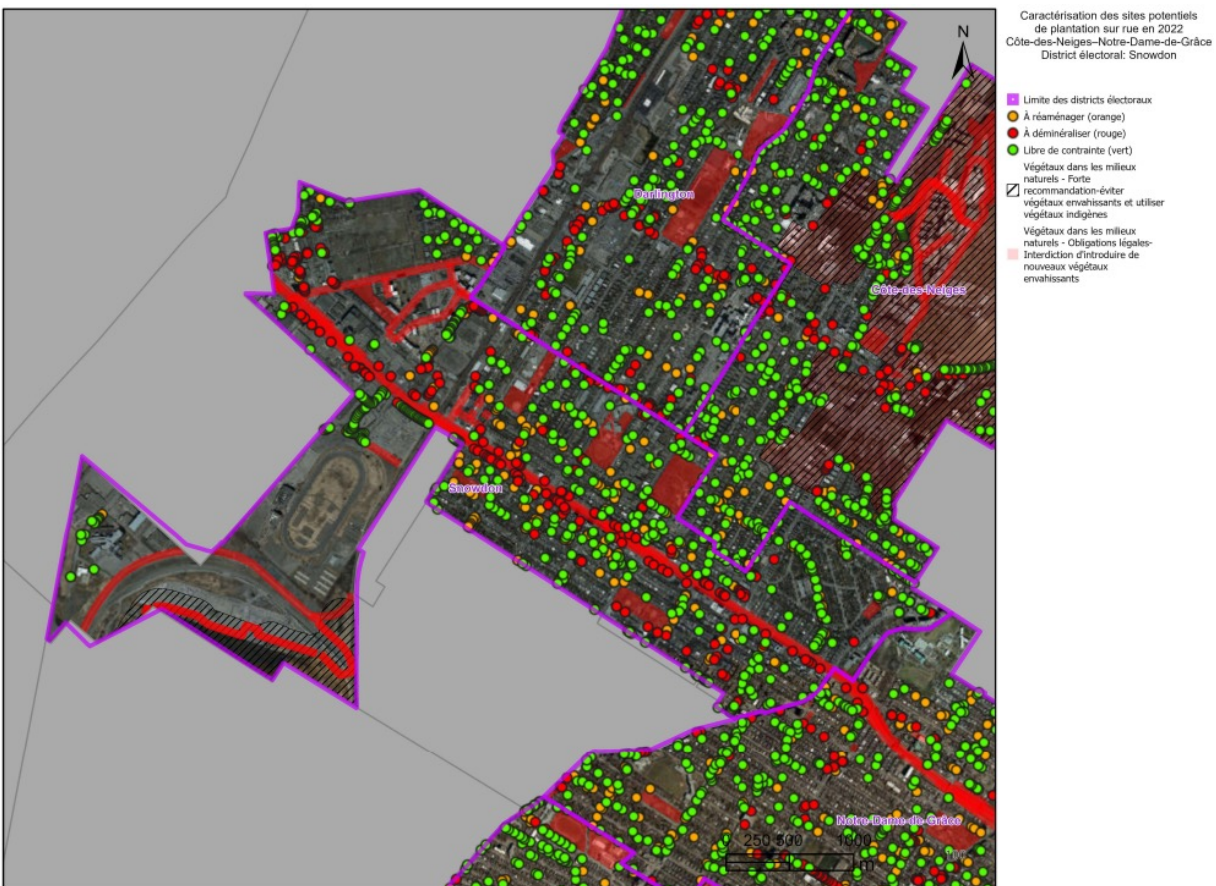 Caractérisation des sites potentiels
de plantation sur rue en 2022
Côte-des-Neiges–Notre-Dame-de-Grâce
District électoral: Snowdon
N
Limite des districts électoraux
À réaménager (orange)
À déminéraliser (rouge)
Libre de contrainte (vert)
Végétaux dans les milieux
naturels - Forte
recommandation-éviter
végétaux envahissants et utiliser
végétaux indigènes
Végétaux dans les milieux
naturels - Obligations légales-
Interdiction d'introduire de
nouveaux végétaux
envahissants
Darlington
Côte-des-Neiges
Snowdon
Notre-Dame-de-Grâce
250 500 1000
m